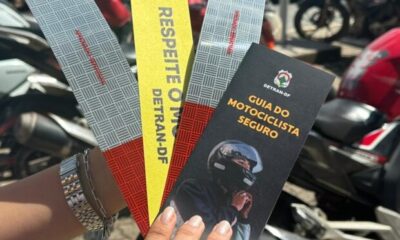 RESPEITE O MO
DETRAN-DF
DETRAN-DF
GUIA DO
MOTOCICLISTA
SEGURO